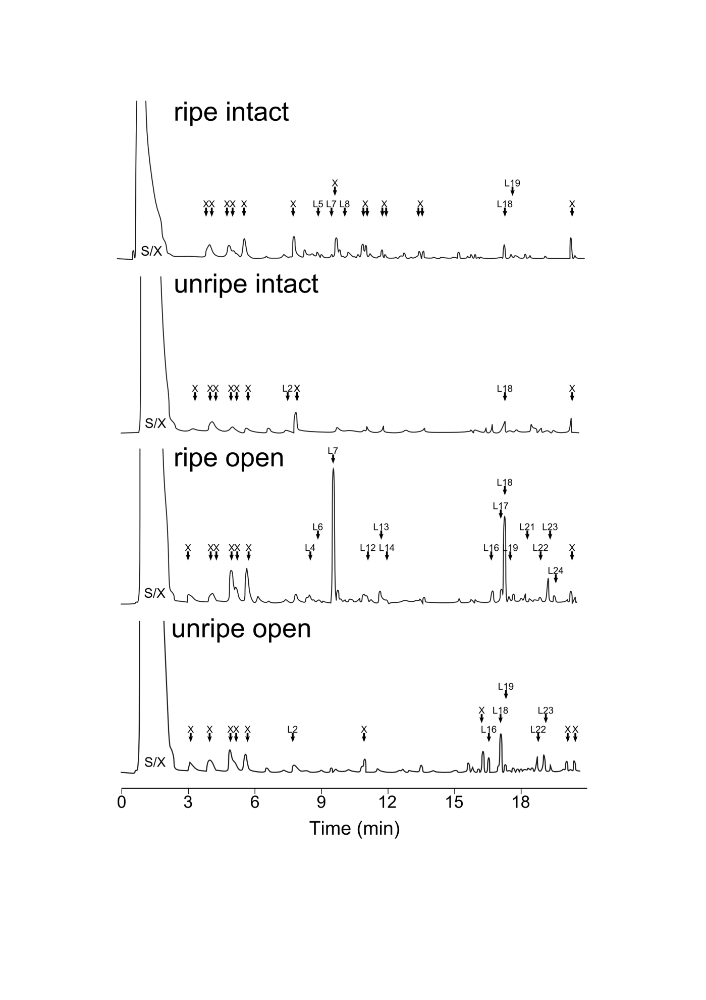 ripe intact
X L19
XX XX X X L5 L7 L8 X X X L18 X
S/X
unripe intact
X XX XX X L2 X L18 X
S/X
ripe open
L7
L18
L17
L6 L13 L21 L23
X XX XX X L4 L12 L14 L16 L19 L22 X
L24
S/X
unripe open
L19
X L18 L23
X X XX X L2 X L16 L22 X X
S/X
0 3 6 9 12 15 18
Time (min)